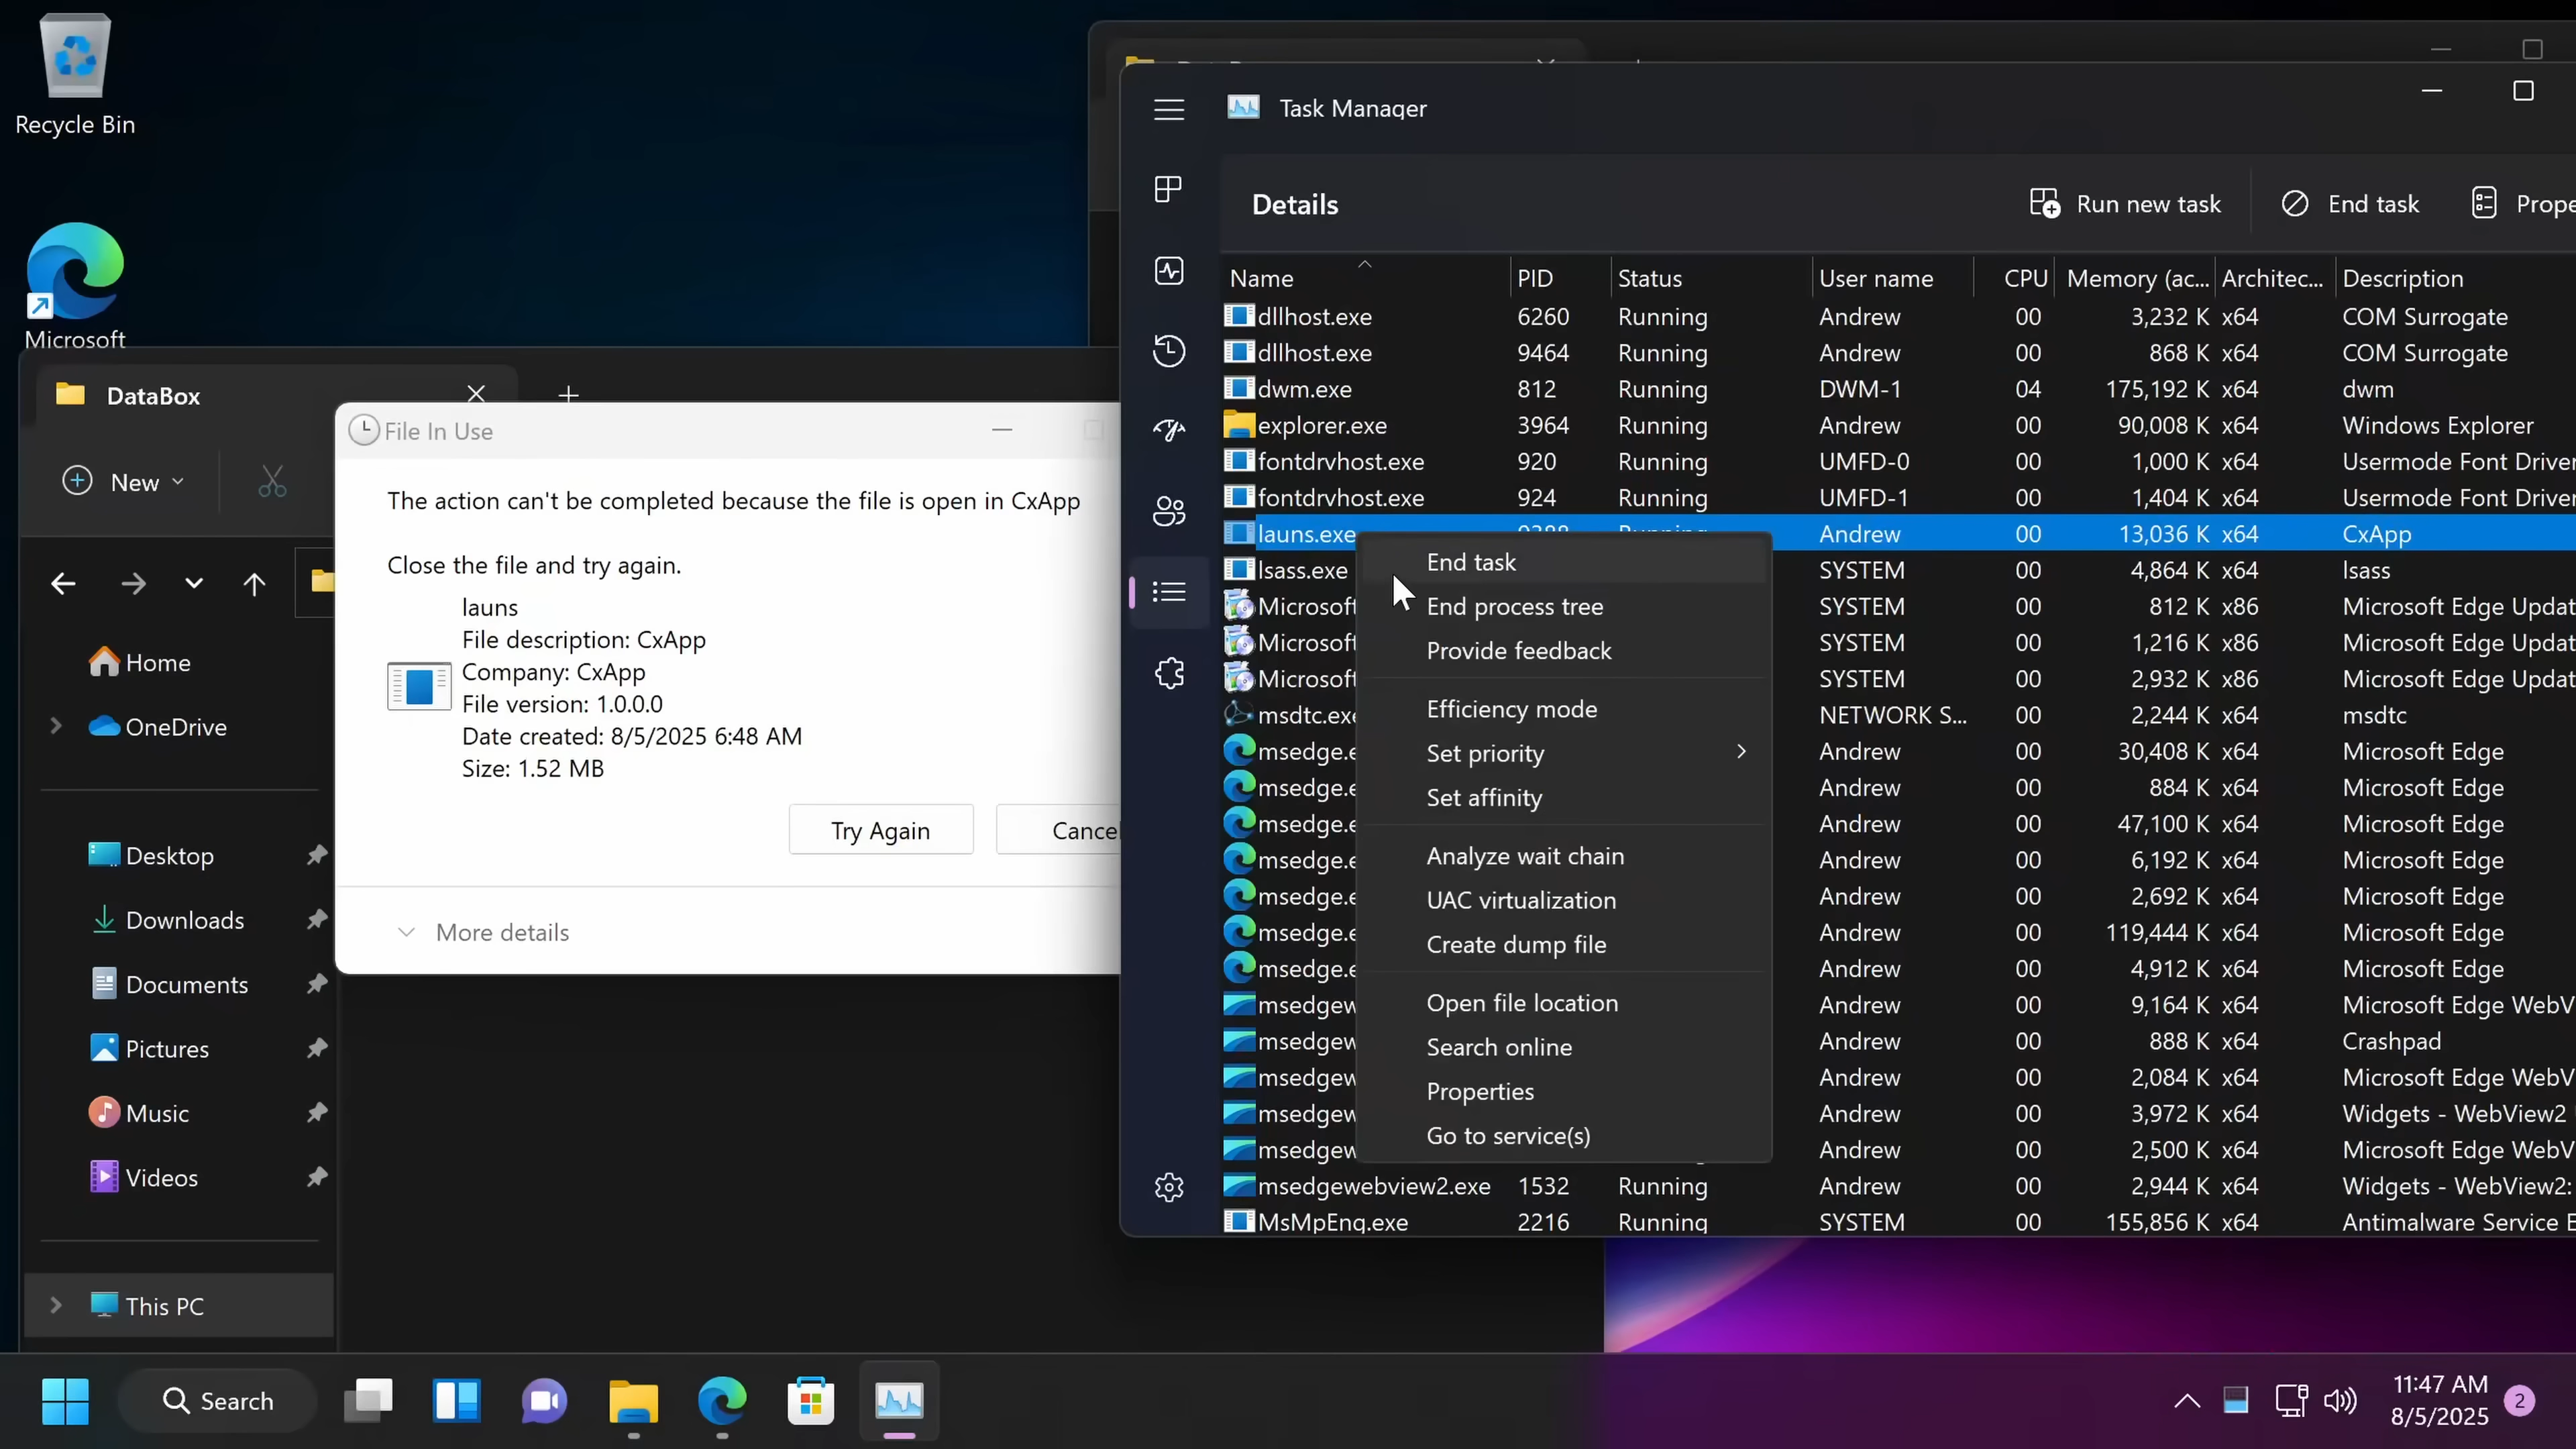 Recycle Bin
Microsoft
DataBox
New
Home
OneDrive
Desktop
Downloads
Documents
Pictures
Music
Videos
This PC
File In Use
The action can't be completed because the file is open in CxApp
Close the file and try again.
launs
File description: CxApp
Company: CxApp
File version: 1.0.0.0
Date created: 8/5/2025 6:48 AM
Size: 1.52 MB
Try Again
Cancel
More details
Task Manager
Details
Run new task
End task
Prope
Name PID Status User name CPU Memory (ac... Architec... Description
dllhost.exe 6260 Running Andrew 00 3,232 K x64 COM Surrogate
dllhost.exe 9464 Running Andrew 00 868 K x64 COM Surrogate
dwm.exe 812 Running DWM-1 04 175,192 K x64 dwm
explorer.exe 3964 Running Andrew 00 90,008 K x64 Windows Explorer
fontdrvhost.exe 920 Running UMFD-0 00 1,000 K x64 Usermode Font Driver
fontdrvhost.exe 924 Running UMFD-1 00 1,404 K x64 Usermode Font Driver
launs.exe Andrew 00 13,036 K x64 CxApp
lsass.exe SYSTEM 00 4,864 K x64 lsass
Microsoft SYSTEM 00 812 K x86 Microsoft Edge Updat
Microsoft SYSTEM 00 1,216 K x86 Microsoft Edge Updat
Microsoft SYSTEM 00 2,932 K x86 Microsoft Edge Updat
msdtc.exe NETWORK S... 00 2,244 K x64 msdtc
msedge.e Andrew 00 30,408 K x64 Microsoft Edge
msedge.e Andrew 00 884 K x64 Microsoft Edge
msedge.e Andrew 00 47,100 K x64 Microsoft Edge
msedge.e Andrew 00 6,192 K x64 Microsoft Edge
msedge.e Andrew 00 2,692 K x64 Microsoft Edge
msedge.e Andrew 00 119,444 K x64 Microsoft Edge
msedge.e Andrew 00 4,912 K x64 Microsoft Edge
msedgew Andrew 00 9,164 K x64 Microsoft Edge WebV
msedgew Andrew 00 888 K x64 Crashpad
msedgew Andrew 00 2,084 K x64 Microsoft Edge WebV
msedgew Andrew 00 3,972 K x64 Widgets - WebView2
msedgew Andrew 00 2,500 K x64 Microsoft Edge WebV
msedgewebview2.exe 1532 Running Andrew 00 2,944 K x64 Widgets - WebView2:
MsMpEng.exe 2216 Running SYSTEM 00 155,856 K x64 Antimalware Service E
End task
End process tree
Provide feedback
Efficiency mode
Set priority
Set affinity
Analyze wait chain
UAC virtualization
Create dump file
Open file location
Search online
Properties
Go to service(s)
Search
11:47 AM
8/5/2025
2